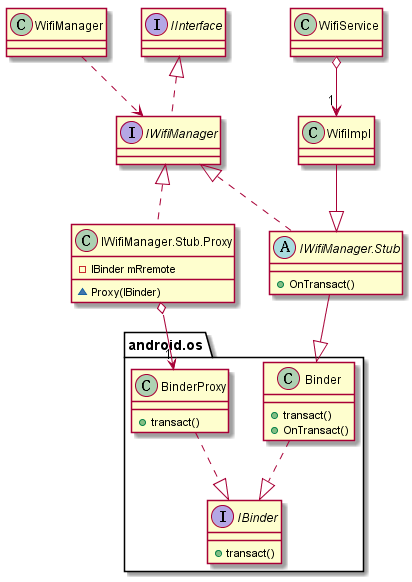 C WifiManager
I IInterface
C WifiService
1
I IWifiManager
C WifiImpl
C IWifiManager.Stub.Proxy
IBinder mRremote
Proxy(IBinder)
A IWifiManager.Stub
OnTransact()
android.os
1
C BinderProxy
transact()
C Binder
transact()
OnTransact()
I IBinder
transact()